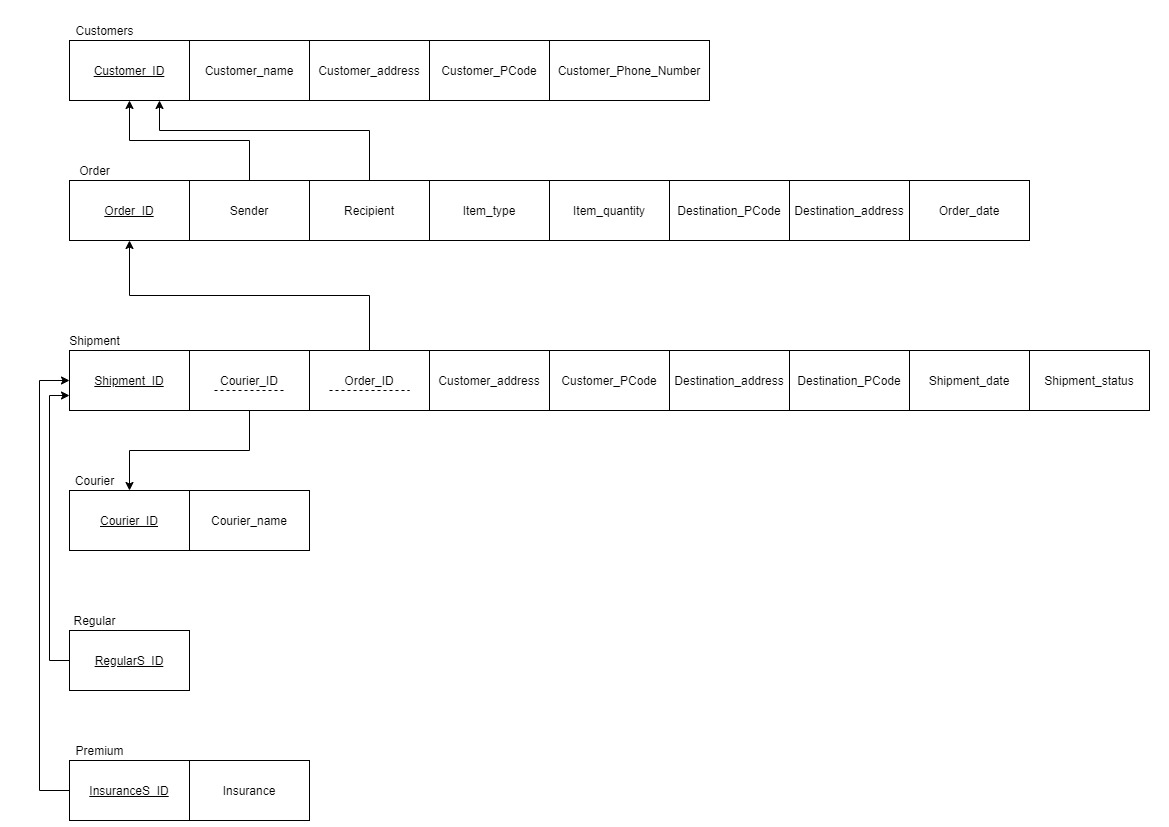 Customers
Customer_ID Customer_name Customer_address Customer_PCode Customer_Phone_Number
Order
Order_ID Sender Recipient Item_type Item_quantity Destination_PCode Destination_address Order_date
Shipment
Shipment_ID Courier_ID Order_ID Customer_address Customer_PCode Destination_address Destination_PCode Shipment_date Shipment_status
Courier
Courier_ID Courier_name
Regular
RegularS_ID
Premium
InsuranceS_ID Insurance